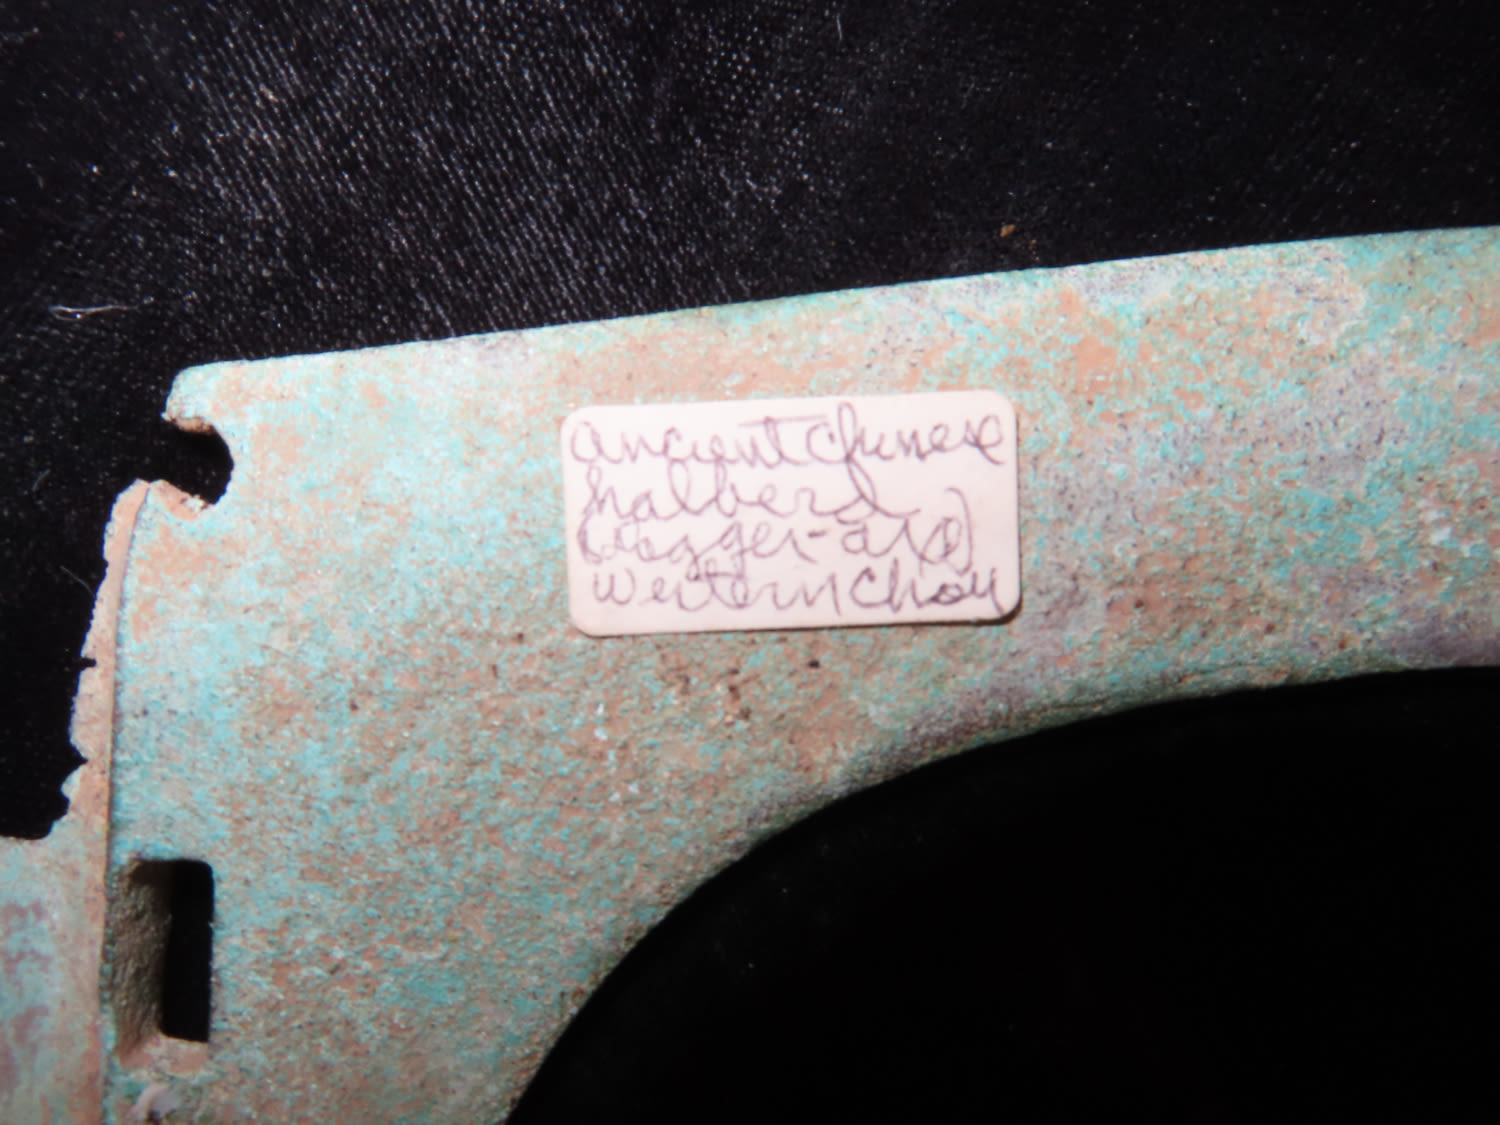 Ancient Chinese
halberd
(dagger-axe)
Western Chou